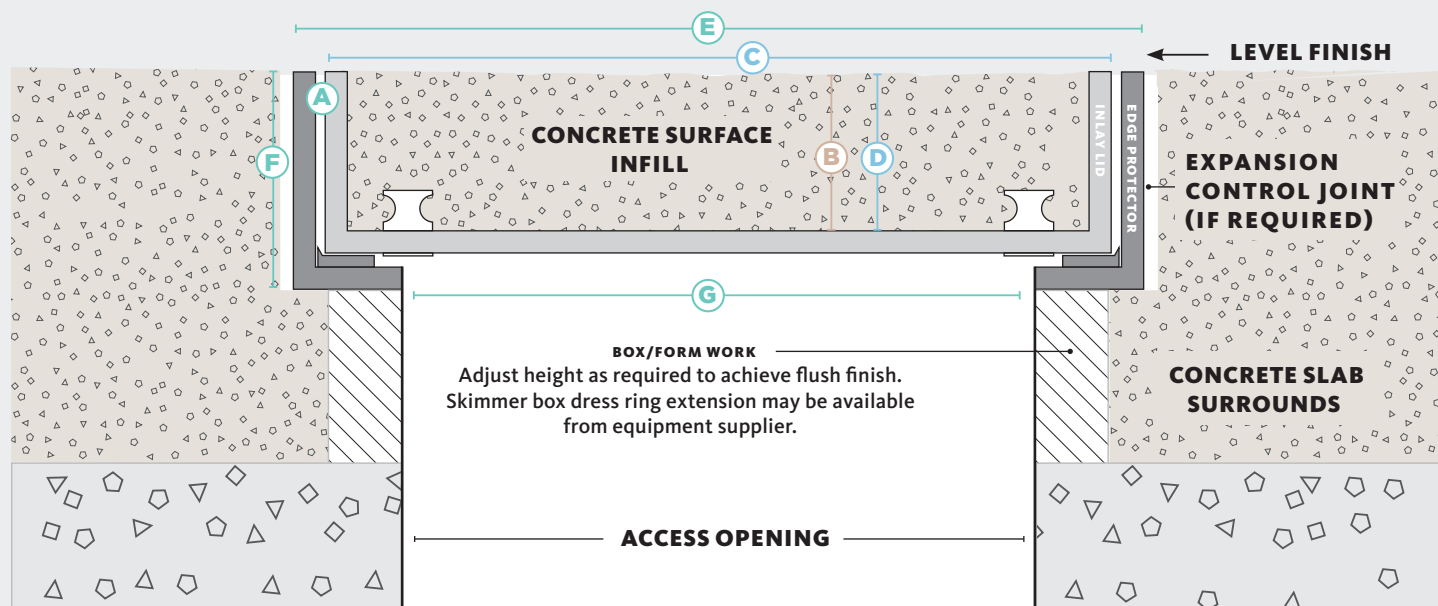 E
C
LEVEL FINISH
A
CONCRETE SURFACE
INFILL
B
D
F
INLAY LID
EDGE PROTECTOR
EXPANSION
CONTROL JOINT
(IF REQUIRED)
G
BOX/FORM WORK
Adjust height as required to achieve flush finish.
Skimmer box dress ring extension may be available
from equipment supplier.
CONCRETE SLAB
SURROUNDS
ACCESS OPENING